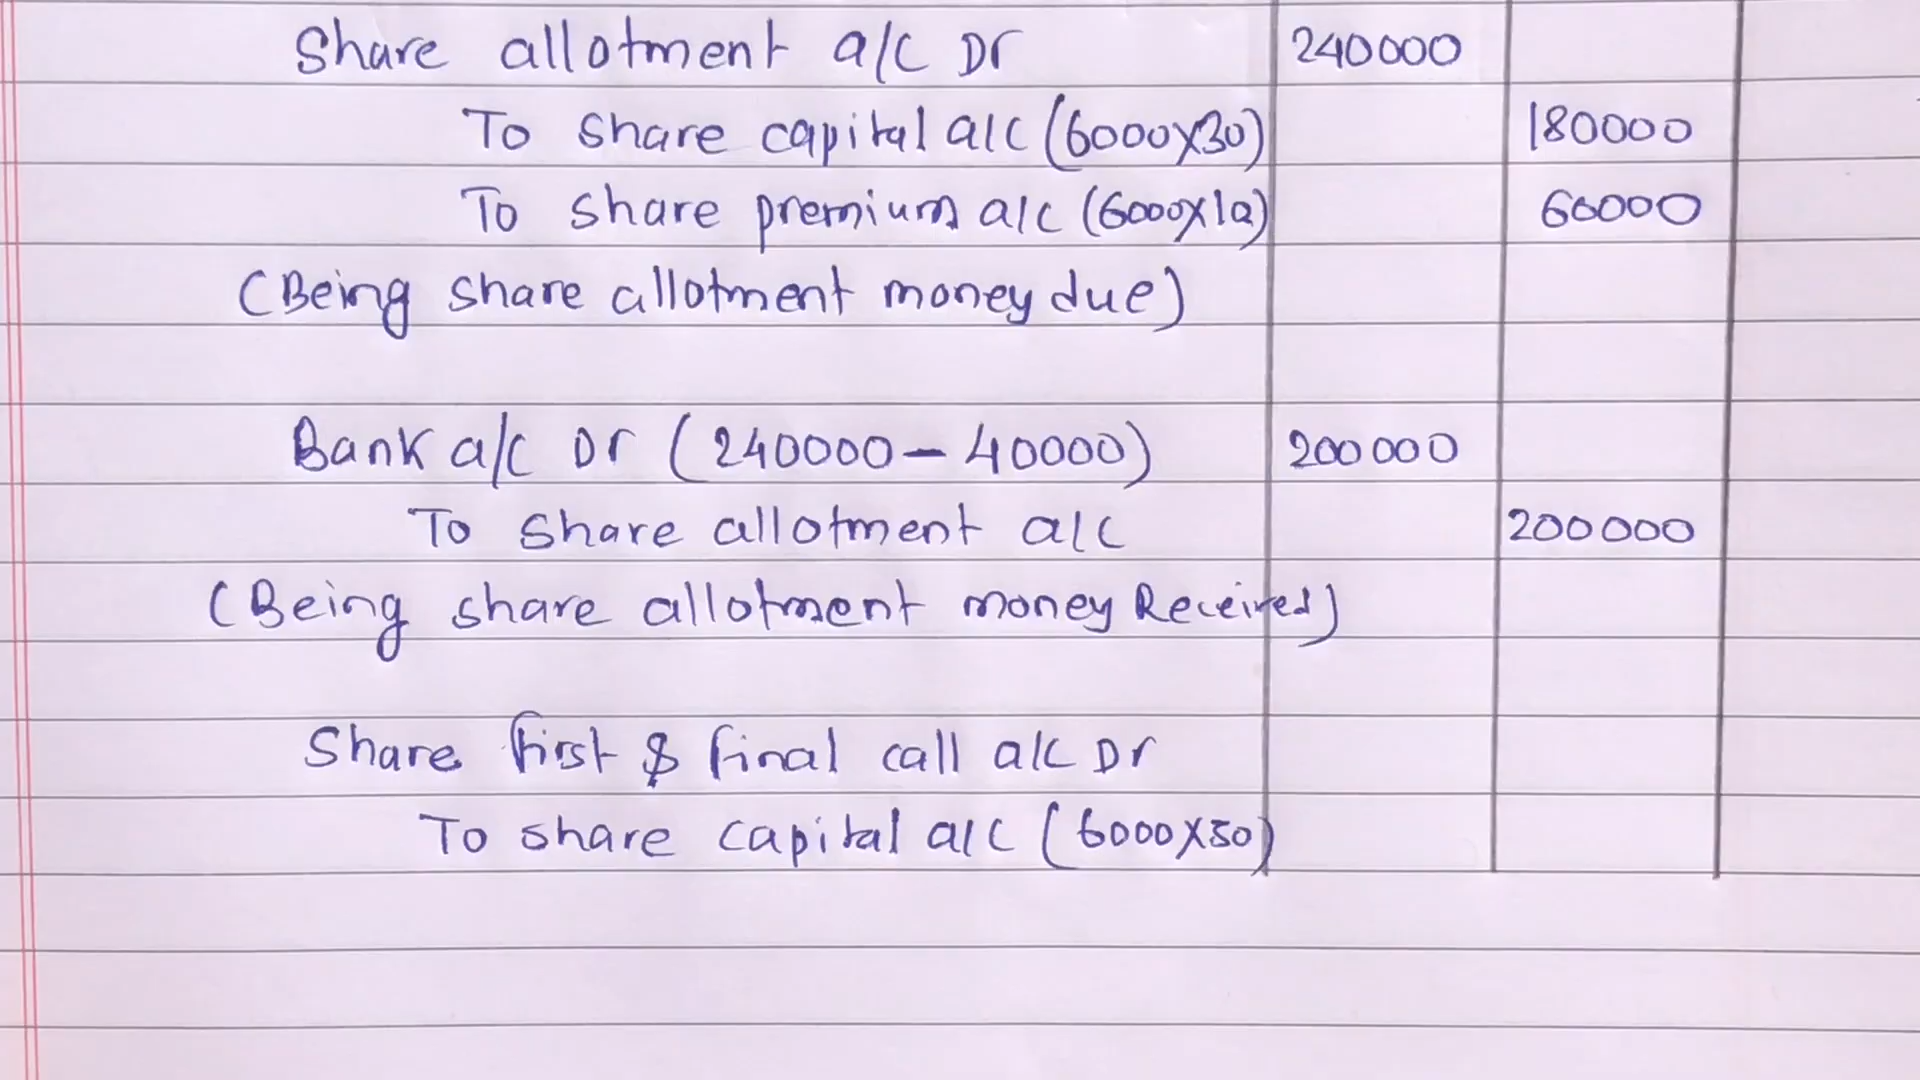 Share allotment a/c Dr 240000
To share capital a/c (6000x30) 180000
To share premium a/c (6000x10) 60000
(Being share allotment money due)
Bank a/c Dr (240000-40000) 200000
To share allotment a/c 200000
(Being share allotment money Received)
Share first & final call a/c Dr
To share capital a/c (6000x50)